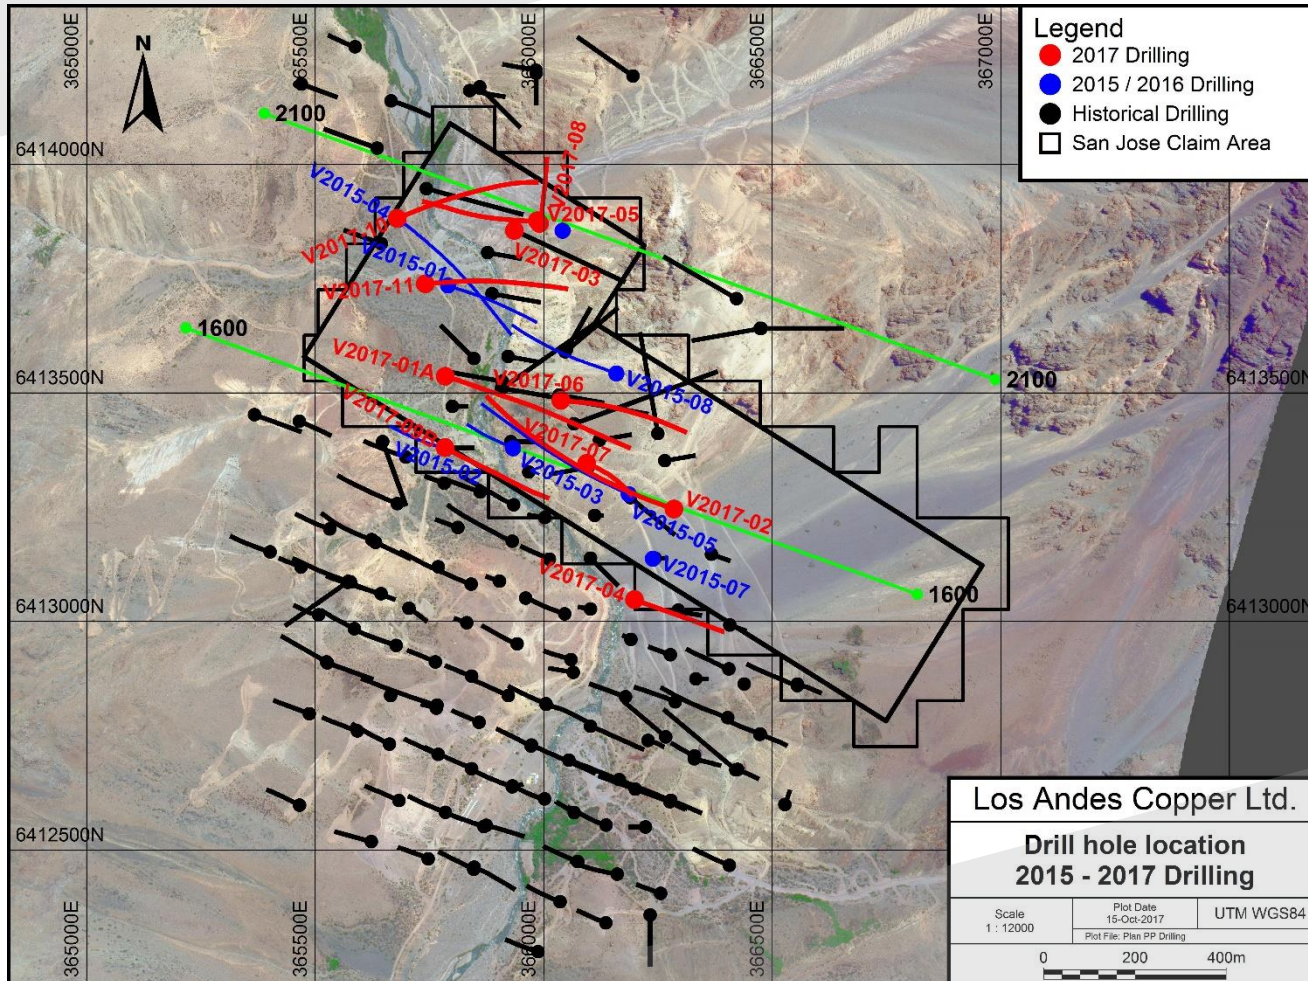 365000E
365500E
366000E
366500E
367000E
N
Legend
2017 Drilling
2015 / 2016 Drilling
Historical Drilling
San Jose Claim Area
2100
6414000N
V2017-08
V2015-04
V2017-05
V2011-10
V2017-03
V2015-01
V2017-11
1600
2100
V2017-01A
V2017-06
V2015-08
6413500N
6413500N
V2017-07
V2015-02
V2015-03
V2017-02
V2015-05
V2015-07
V2017-04
1600
6413000N
6413000N
6412500N
365000E
365500E
366000E
366500E
Los Andes Copper Ltd.
Drill hole location
2015 - 2017 Drilling
Scale
1 : 12000
Plot Date
15-Oct-2017
UTM WGS84
Plot File: Plan PP Drilling
0 200 400m